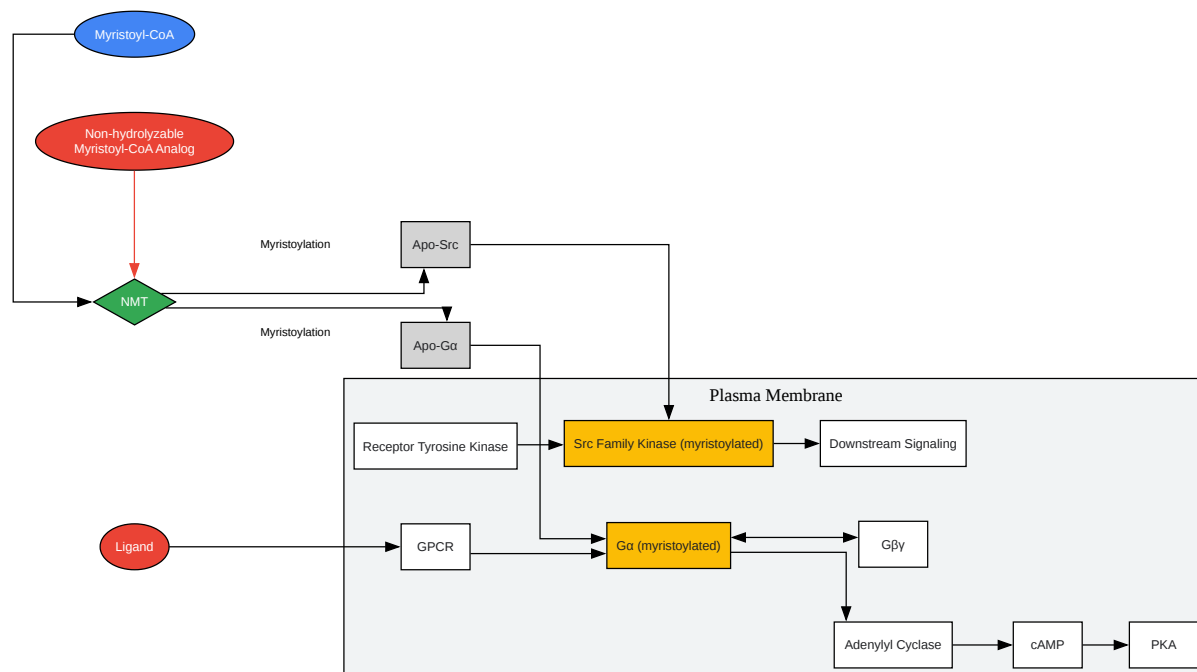 Myristoyl-CoA
Non-hydrolyzable
Myristoyl-CoA Analog
Myristoylation
Apo-Src
NMT
Myristoylation
Apo-Gα
Plasma Membrane
Receptor Tyrosine Kinase
Src Family Kinase (myristoylated)
Downstream Signaling
Ligand
GPCR
Gα (myristoylated)
Gβγ
Adenylyl Cyclase
cAMP
PKA